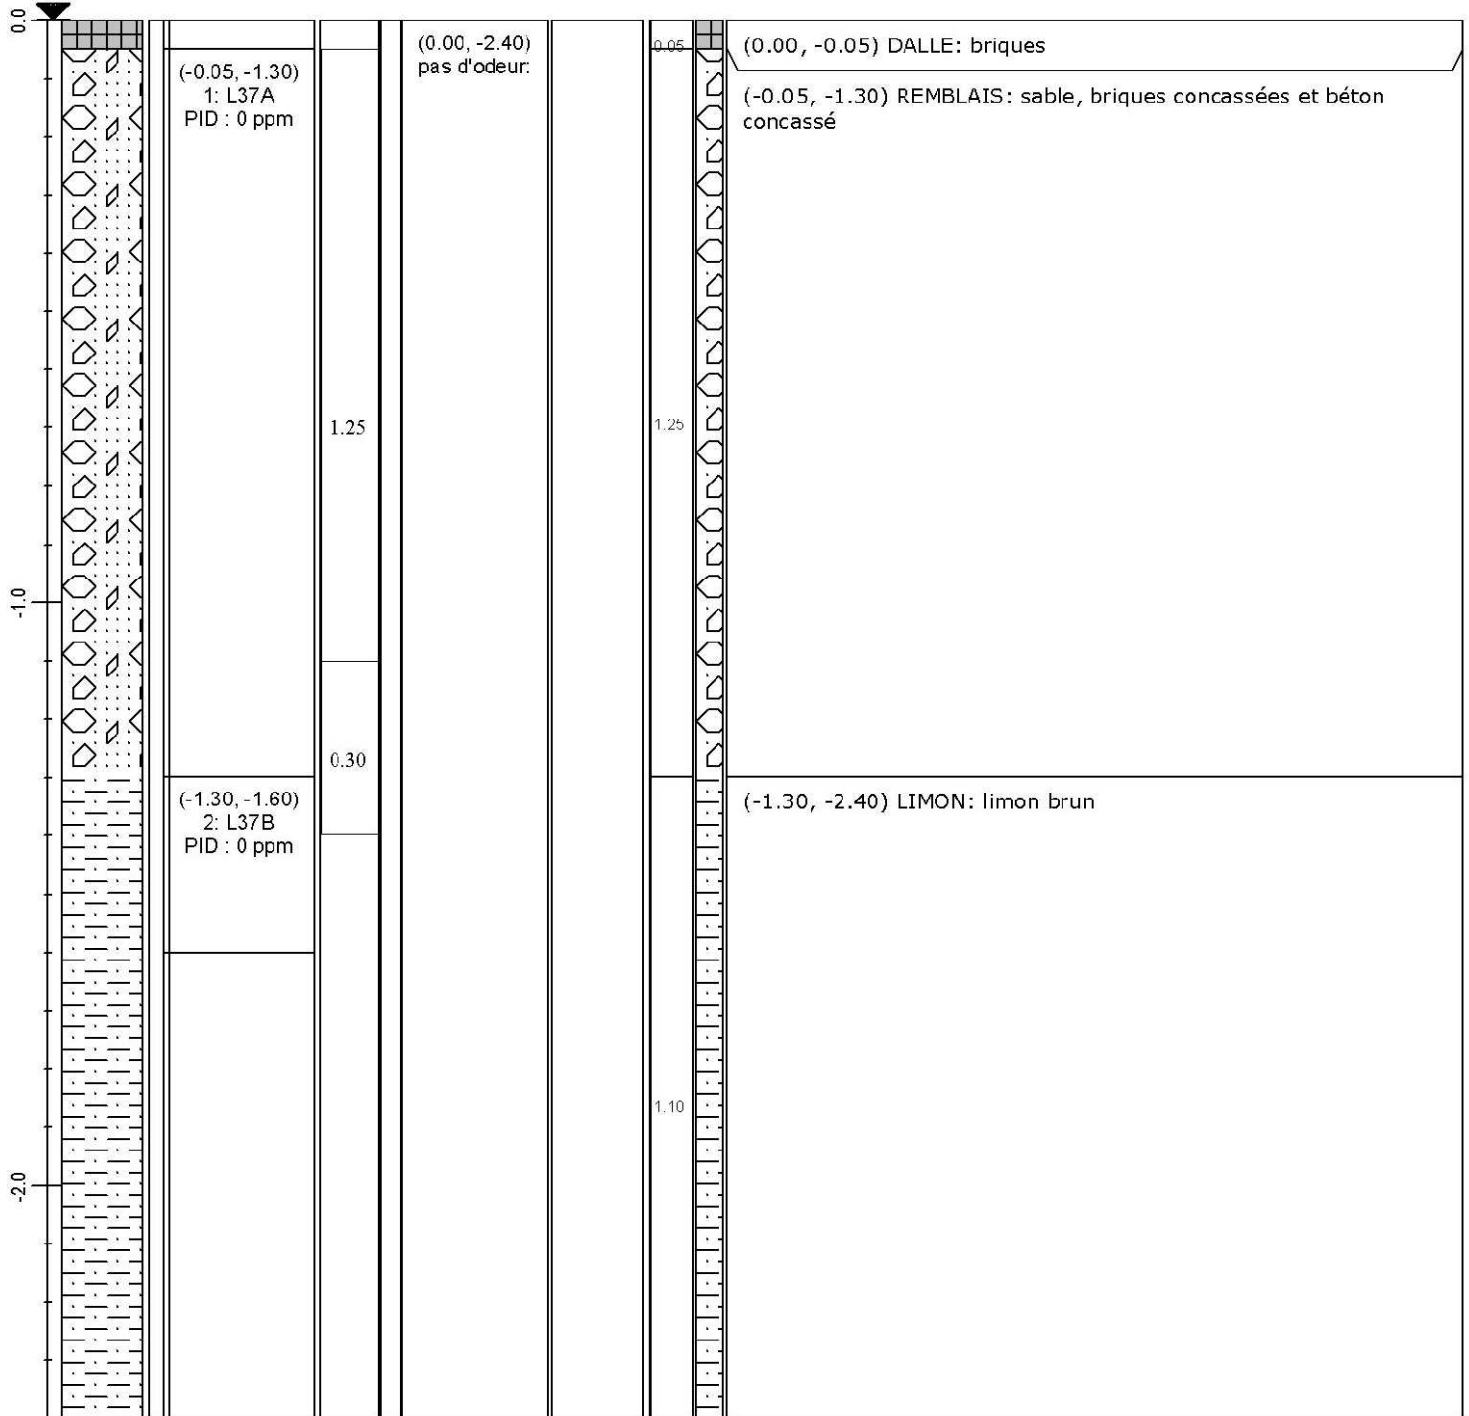 0.0
(0.00, -2.40)
pas d'odeur:
0.05
(0.00, -0.05) DALLE: briques
(-0.05, -1.30)
1: L37A
PID : 0 ppm
(-0.05, -1.30) REMBLAIS: sable, briques concassées et béton
concassé
1.25
1.25
-1.0
0.30
(-1.30, -1.60)
2: L37B
PID : 0 ppm
(-1.30, -2.40) LIMON: limon brun
1.10
-2.0